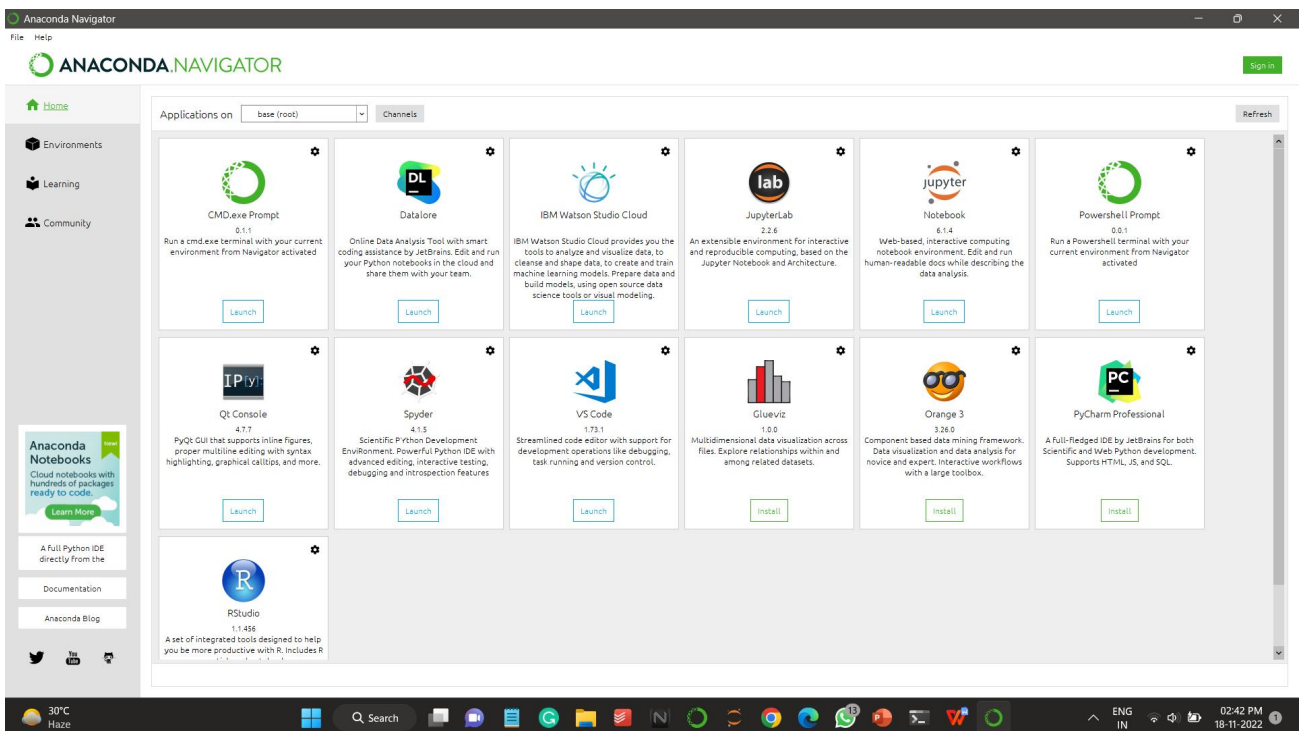 Anaconda Navigator
File Help
ANACONDA.NAVIGATOR
Sign in
Home
Environments
Learning
Community
Applications on base (root) Channels
Refresh
CMD.exe Prompt
0.1.1
Run a cmd.exe terminal with your current
environment from Navigator activated
Launch
DL
Datalore
Online Data Analysis Tool with smart
coding assistance by JetBrains. Edit and run
your Python notebooks in the cloud and
share them with your team.
Launch
IBM Watson Studio Cloud
IBM Watson Studio Cloud provides you the
tools to analyze and visualize data, to
cleanse and shape data, to create and train
machine learning models. Prepare data and
build models, using open source data
science tools or visual modeling.
Launch
lab
JupyterLab
2.2.6
An extensible environment for interactive
and reproducible computing, based on the
Jupyter Notebook and Architecture.
Launch
jupyter
Notebook
6.1.4
Web-based, interactive computing
notebook environment. Edit and run
human-readable docs while describing the
data analysis.
Launch
Powershell Prompt
0.0.1
Run a Powershell terminal with your
current environment from Navigator
activated
Launch
IP[y]:
Qt Console
4.7.7
PyQt GUI that supports inline figures,
proper multiline editing with syntax
highlighting, graphical calltips, and more.
Launch
Spyder
4.1.5
Scientific PYthon Development
EnviRonment. Powerful Python IDE with
advanced editing, interactive testing,
debugging and introspection features
Launch
VS Code
1.73.1
Streamlined code editor with support for
development operations like debugging,
task running and version control.
Launch
Glueviz
1.0.0
Multidimensional data visualization across
files. Explore relationships within and
among related datasets.
Install
Orange 3
3.26.0
Component based data mining framework.
Data visualization and data analysis for
novice and expert. Interactive workflows
with a large toolbox.
Install
PC
PyCharm Professional
A full-fledged IDE by JetBrains for both
Scientific and Web Python development.
Supports HTML, JS, and SQL.
Install
R
RStudio
1.1.456
A set of integrated tools designed to help
you be more productive with R. Includes R
Anaconda
Notebooks
New!
Cloud notebooks with
hundreds of packages
ready to code.
Learn More
A Full Python IDE
directly from the
Documentation
Anaconda Blog
You
Tube
30°C
Haze
Search
13
ENG
IN
02:42 PM
18-11-2022
1